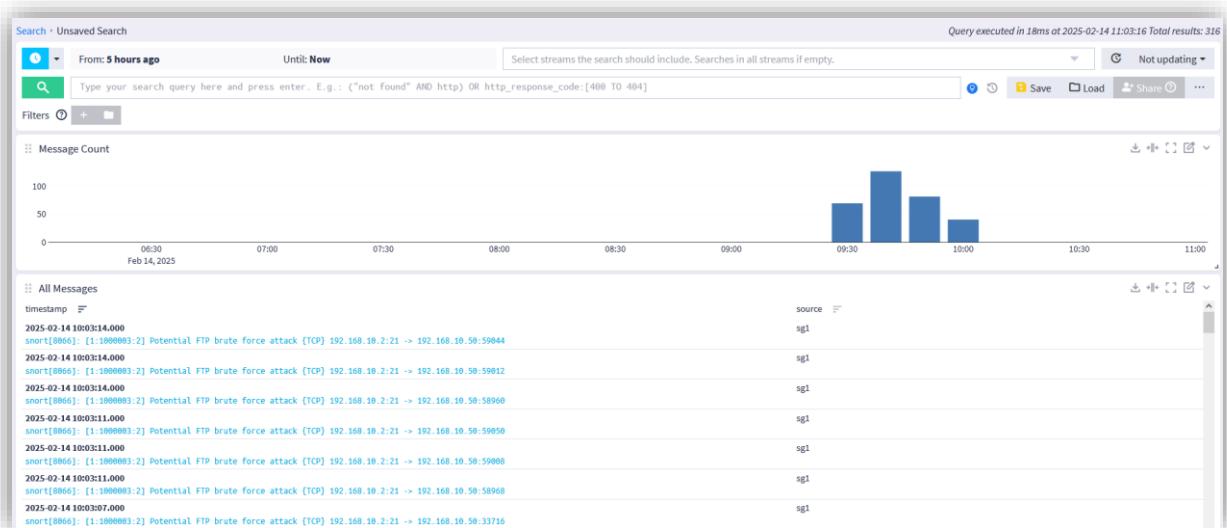 Search › Unsaved Search
Query executed in 18ms at 2025-02-14 11:03:16 Total results: 316
From: 5 hours ago Until: Now Select streams the search should include. Searches in all streams if empty. Not updating
Type your search query here and press enter. E.g.: ("not found" AND http) OR http_response_code:[400 TO 404] Save Load Share
Filters
Message Count
100
50
0
06:30 07:00 07:30 08:00 08:30 09:00 09:30 10:00 10:30 11:00
Feb 14, 2025
All Messages
timestamp source
2025-02-14 10:03:14.000 sg1
snort[8066]: [1:1000003:2] Potential FTP brute force attack {TCP} 192.168.10.2:21 -> 192.168.10.50:59044
2025-02-14 10:03:14.000 sg1
snort[8066]: [1:1000003:2] Potential FTP brute force attack {TCP} 192.168.10.2:21 -> 192.168.10.50:59012
2025-02-14 10:03:14.000 sg1
snort[8066]: [1:1000003:2] Potential FTP brute force attack {TCP} 192.168.10.2:21 -> 192.168.10.50:58960
2025-02-14 10:03:11.000 sg1
snort[8066]: [1:1000003:2] Potential FTP brute force attack {TCP} 192.168.10.2:21 -> 192.168.10.50:59050
2025-02-14 10:03:11.000 sg1
snort[8066]: [1:1000003:2] Potential FTP brute force attack {TCP} 192.168.10.2:21 -> 192.168.10.50:59008
2025-02-14 10:03:11.000 sg1
snort[8066]: [1:1000003:2] Potential FTP brute force attack {TCP} 192.168.10.2:21 -> 192.168.10.50:58968
2025-02-14 10:03:07.000 sg1
snort[8066]: [1:1000003:2] Potential FTP brute force attack {TCP} 192.168.10.2:21 -> 192.168.10.50:33716